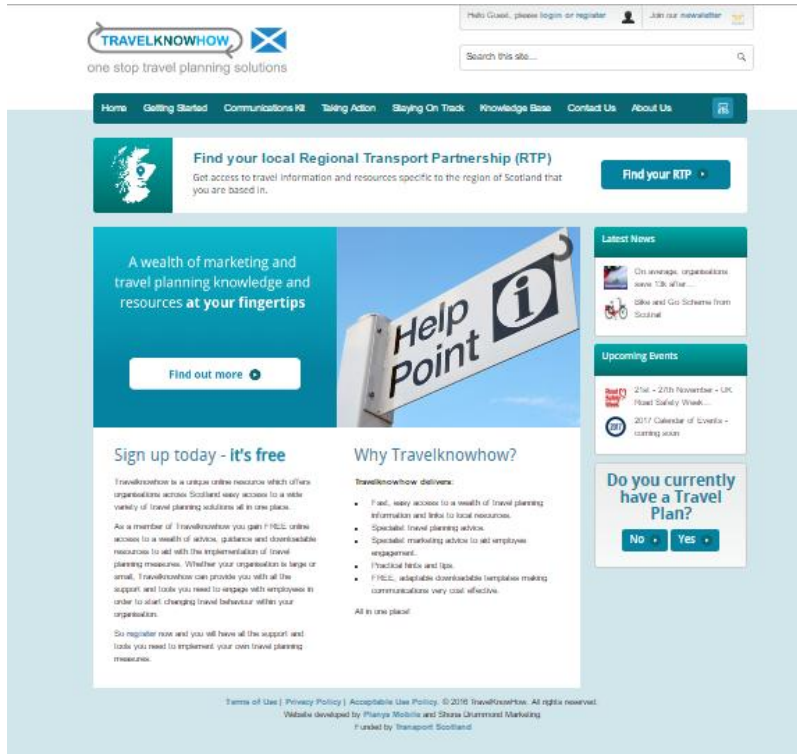 Hello Guest, please login or register
Join our newsletter
TRAVELKNOWHOW
one stop travel planning solutions
Search this site...
Home Getting Started Communications Kit Taking Action Staying On Track Knowledge Base Contact Us About Us
Find your local Regional Transport Partnership (RTP)
Get access to travel information and resources specific to the region of Scotland that
you are based in.
Find your RTP
A wealth of marketing and
travel planning knowledge and
resources at your fingertips
Find out more
Help
Point
i
Latest News
On average, organisations
save 13k after...
Bike and Go Scheme from
Scotrail
Upcoming Events
Road
Safety
Week
21st - 27th November - UK
Road Safety Week...
2017
2017 Calendar of Events -
coming soon
Do you currently
have a Travel
Plan?
No Yes
Sign up today - it's free
Travelknowhow is a unique online resource which offers
organisations across Scotland easy access to a wide
variety of travel planning solutions all in one place.
As a member of Travelknowhow you gain FREE online
access to a wealth of advice, guidance and downloadable
resources to aid with the implementation of travel
planning measures. Whether your organisation is large or
small, Travelknowhow can provide you with all the
support and tools you need to engage with employees in
order to start changing travel behaviour within your
organisation.
So register now and you will have all the support and
tools you need to implement your own travel planning
measures.
Why Travelknowhow?
Travelknowhow delivers:
Fast, easy access to a wealth of travel planning
information and links to local resources.
Specialist travel planning advice.
Specialist marketing advice to aid employee
engagement.
Practical hints and tips.
FREE, adaptable downloadable templates making
communications very cost effective.
All in one place!
Terms of Use | Privacy Policy | Acceptable Use Policy. © 2016 TravelKnowHow. All rights reserved.
Website developed by Planya Mobile and Shona Drummond Marketing
Funded by Transport Scotland